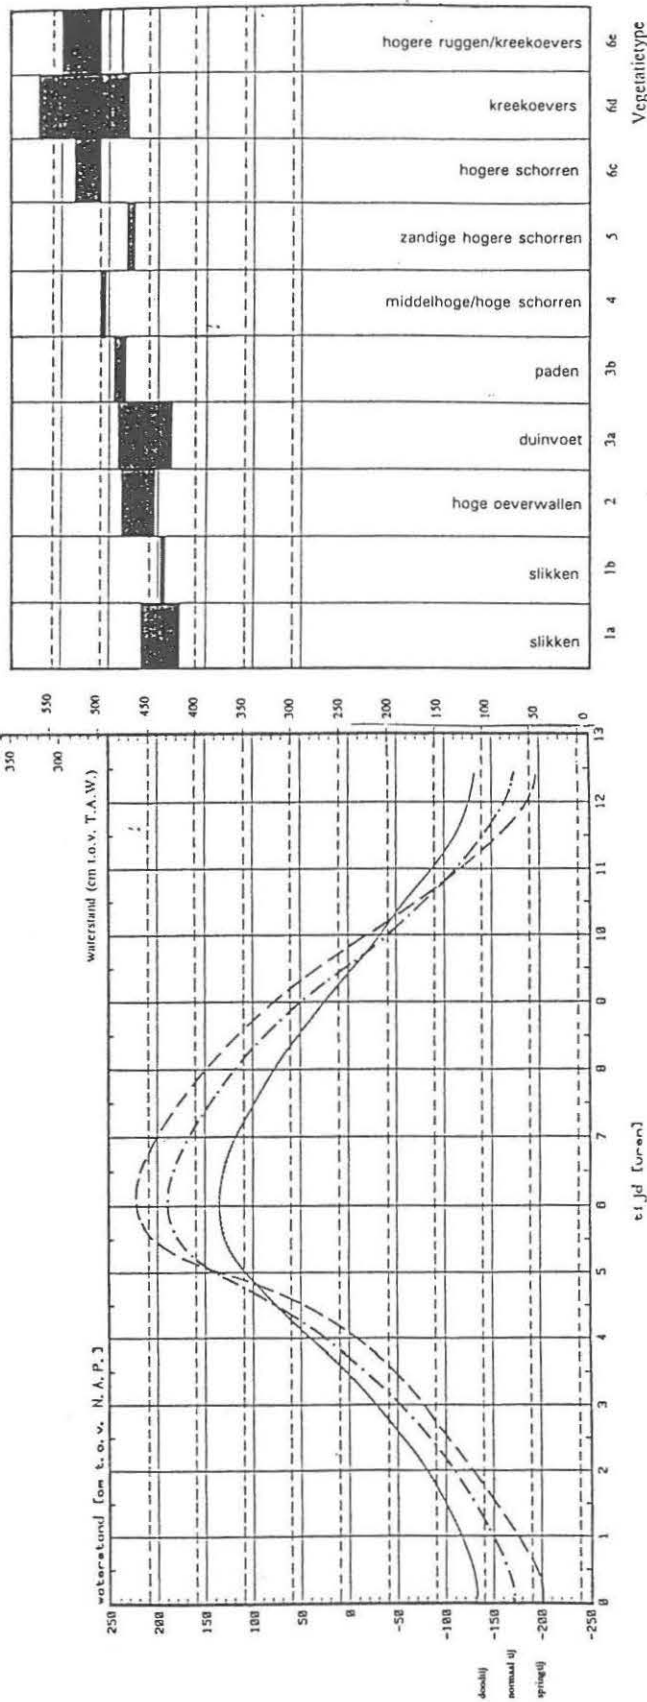 waterstand [cm t.o.v. N.A.P.]
250
200
150
100
50
0
-50
-100
-150
-200
-250
doodtij
normaal tij
springtij
0
1
2
3
4
5
6
7
8
9
10
11
12
13
tijd [uren]
waterstand (cm t.o.v. T.A.W.)
350
300
550
500
450
400
350
300
250
200
150
100
50
0
slikken
slikken
hoge oeverwallen
duinvoet
paden
middelhoge/hoge schorren
zandige hogere schorren
hogere schorren
kreekoevers
hogere ruggen/kreekoevers
1a
1b
2
3a
3b
4
5
6c
6d
6e
Vegetatietype